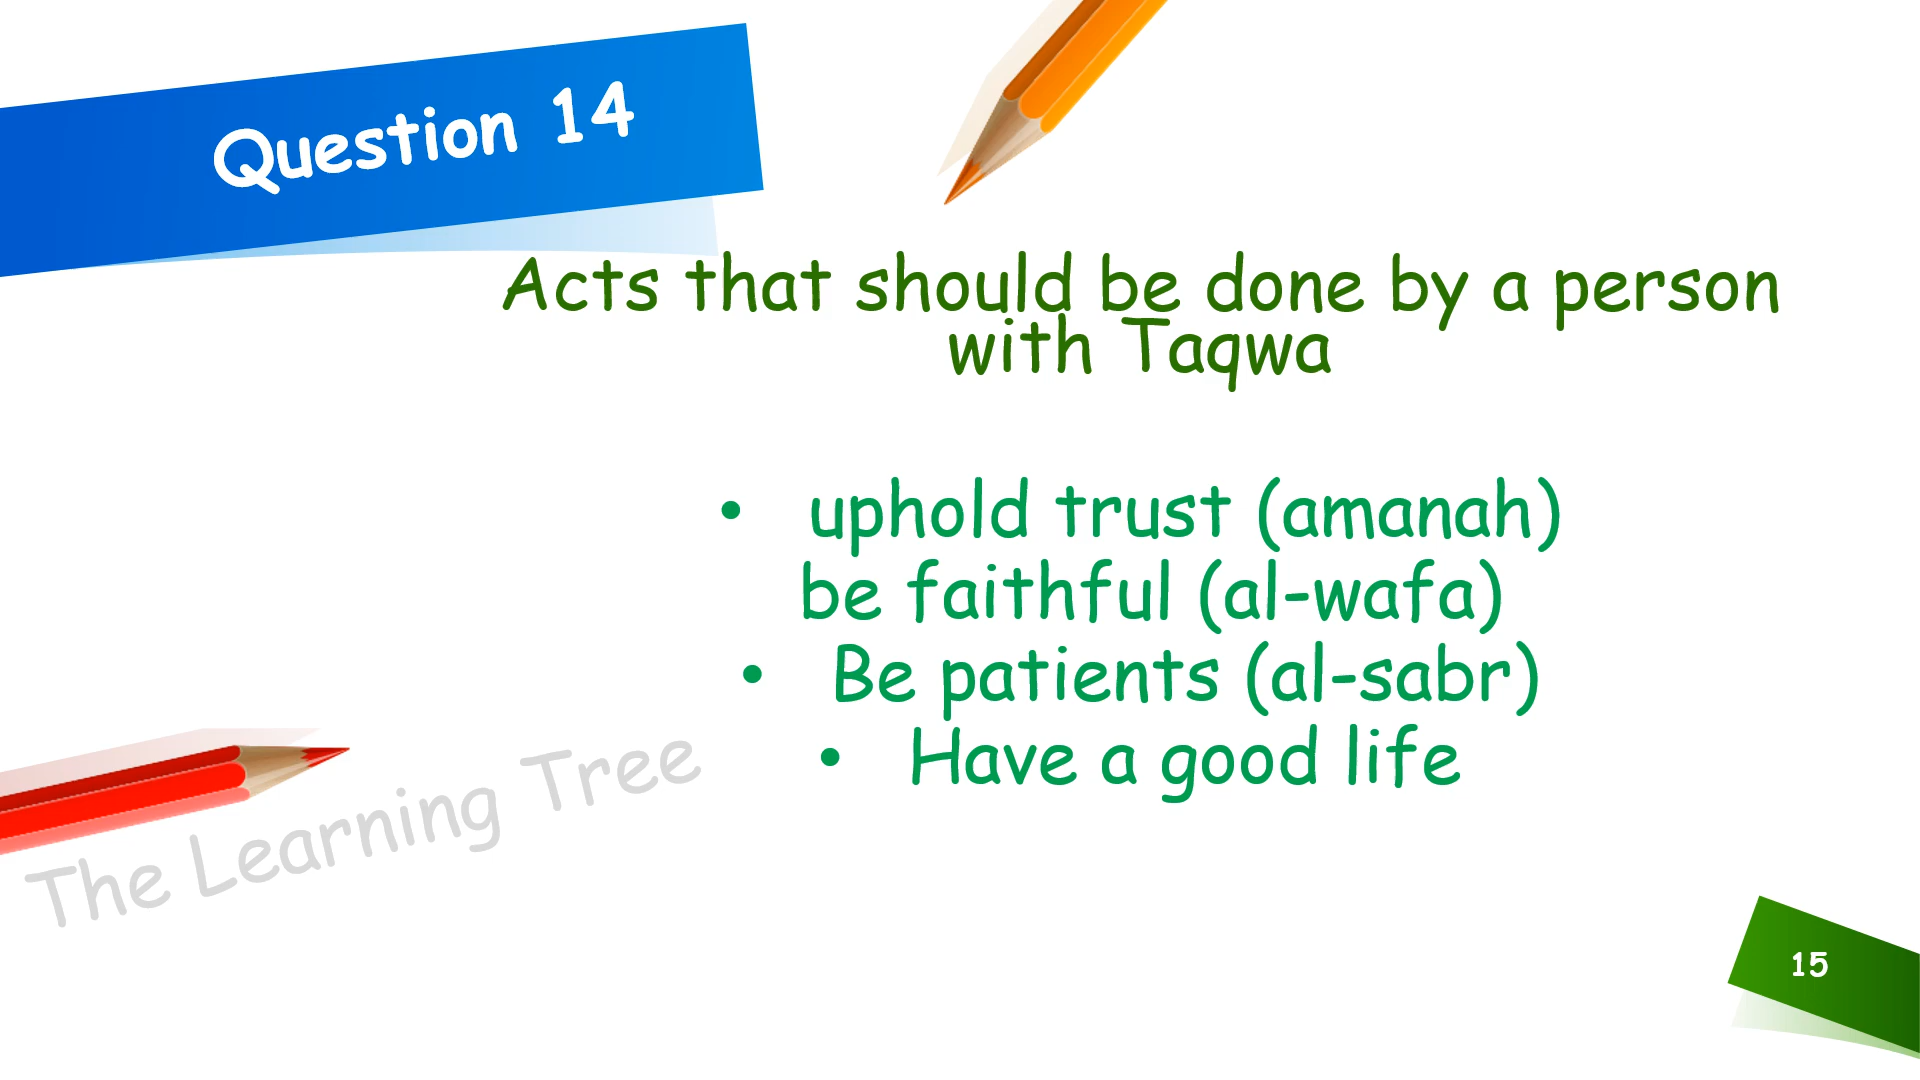 Question 14
Acts that should be done by a person
with Taqwa
• uphold trust (amanah)
be faithful (al-wafa)
• Be patients (al-sabr)
• Have a good life
The Learning Tree
15